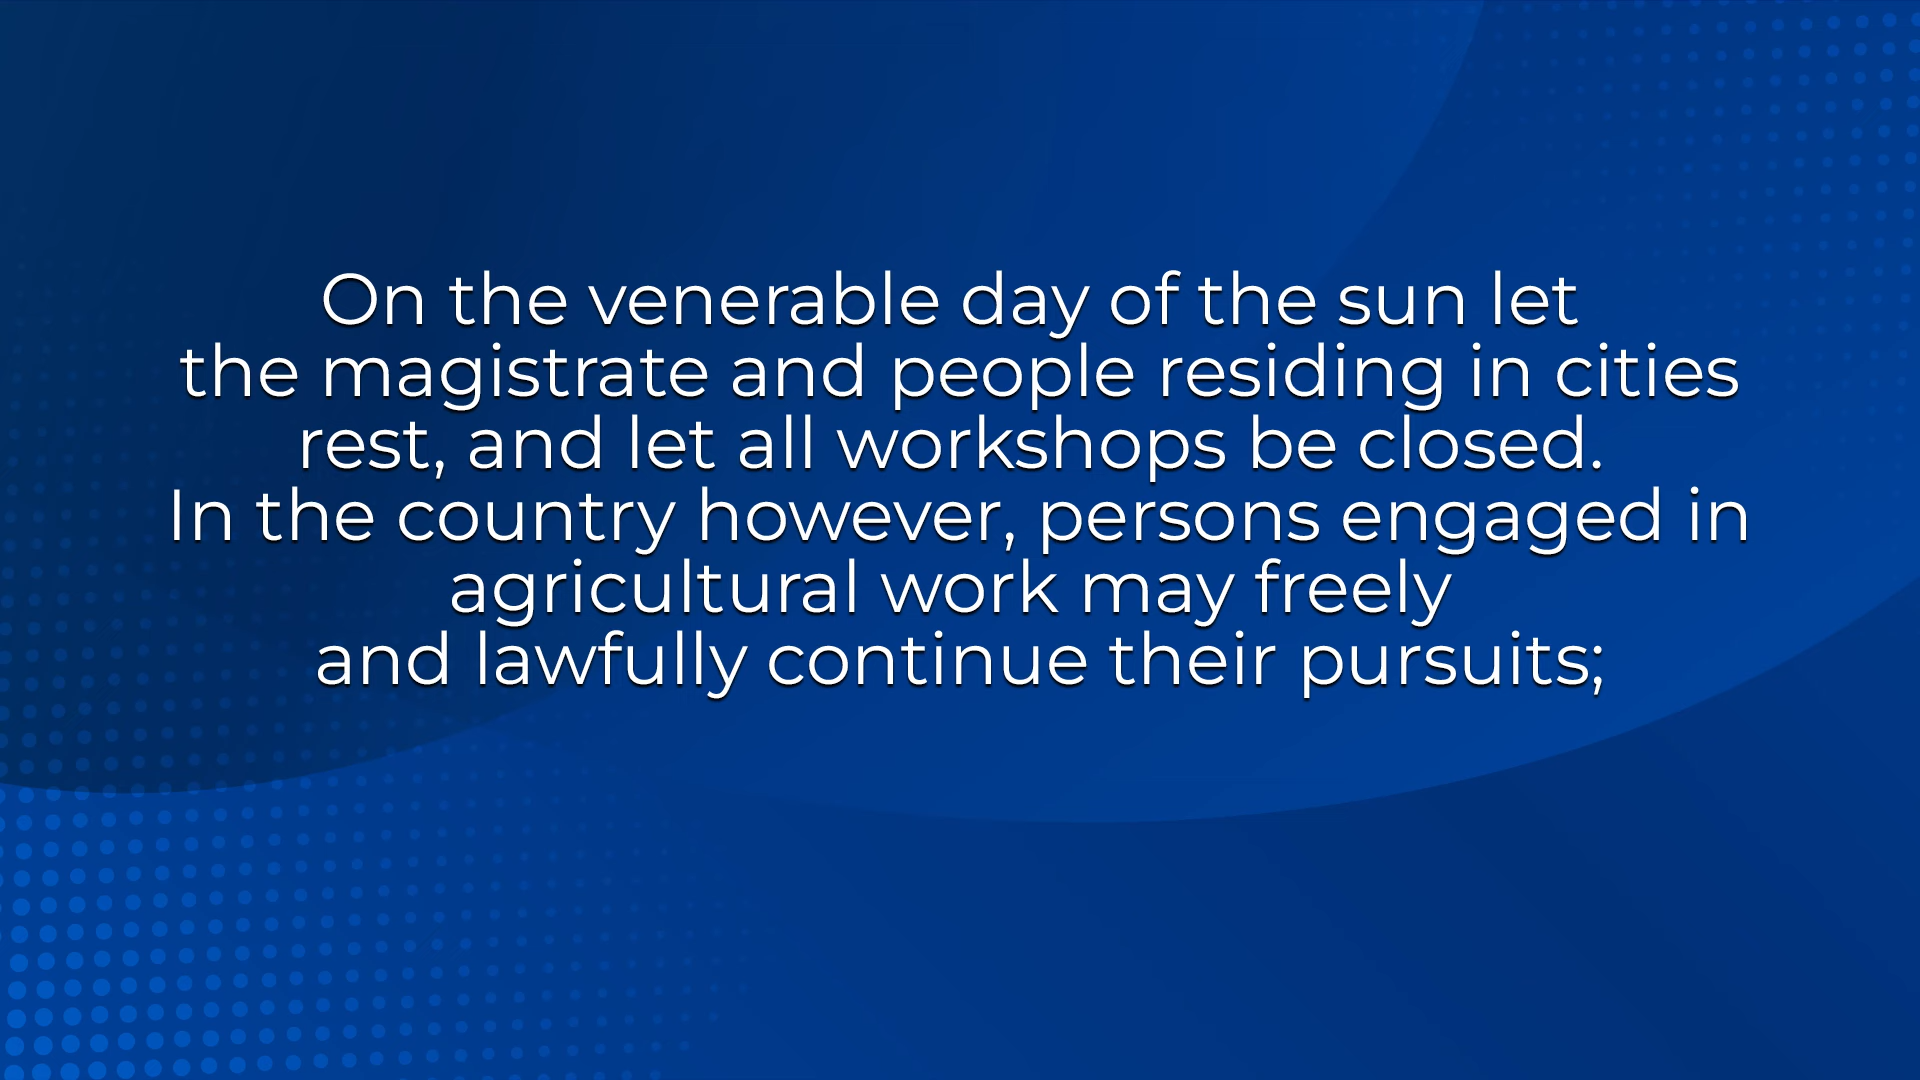 On the venerable day of the sun let
the magistrate and people residing in cities
rest, and let all workshops be closed.
In the country however, persons engaged in
agricultural work may freely
and lawfully continue their pursuits;